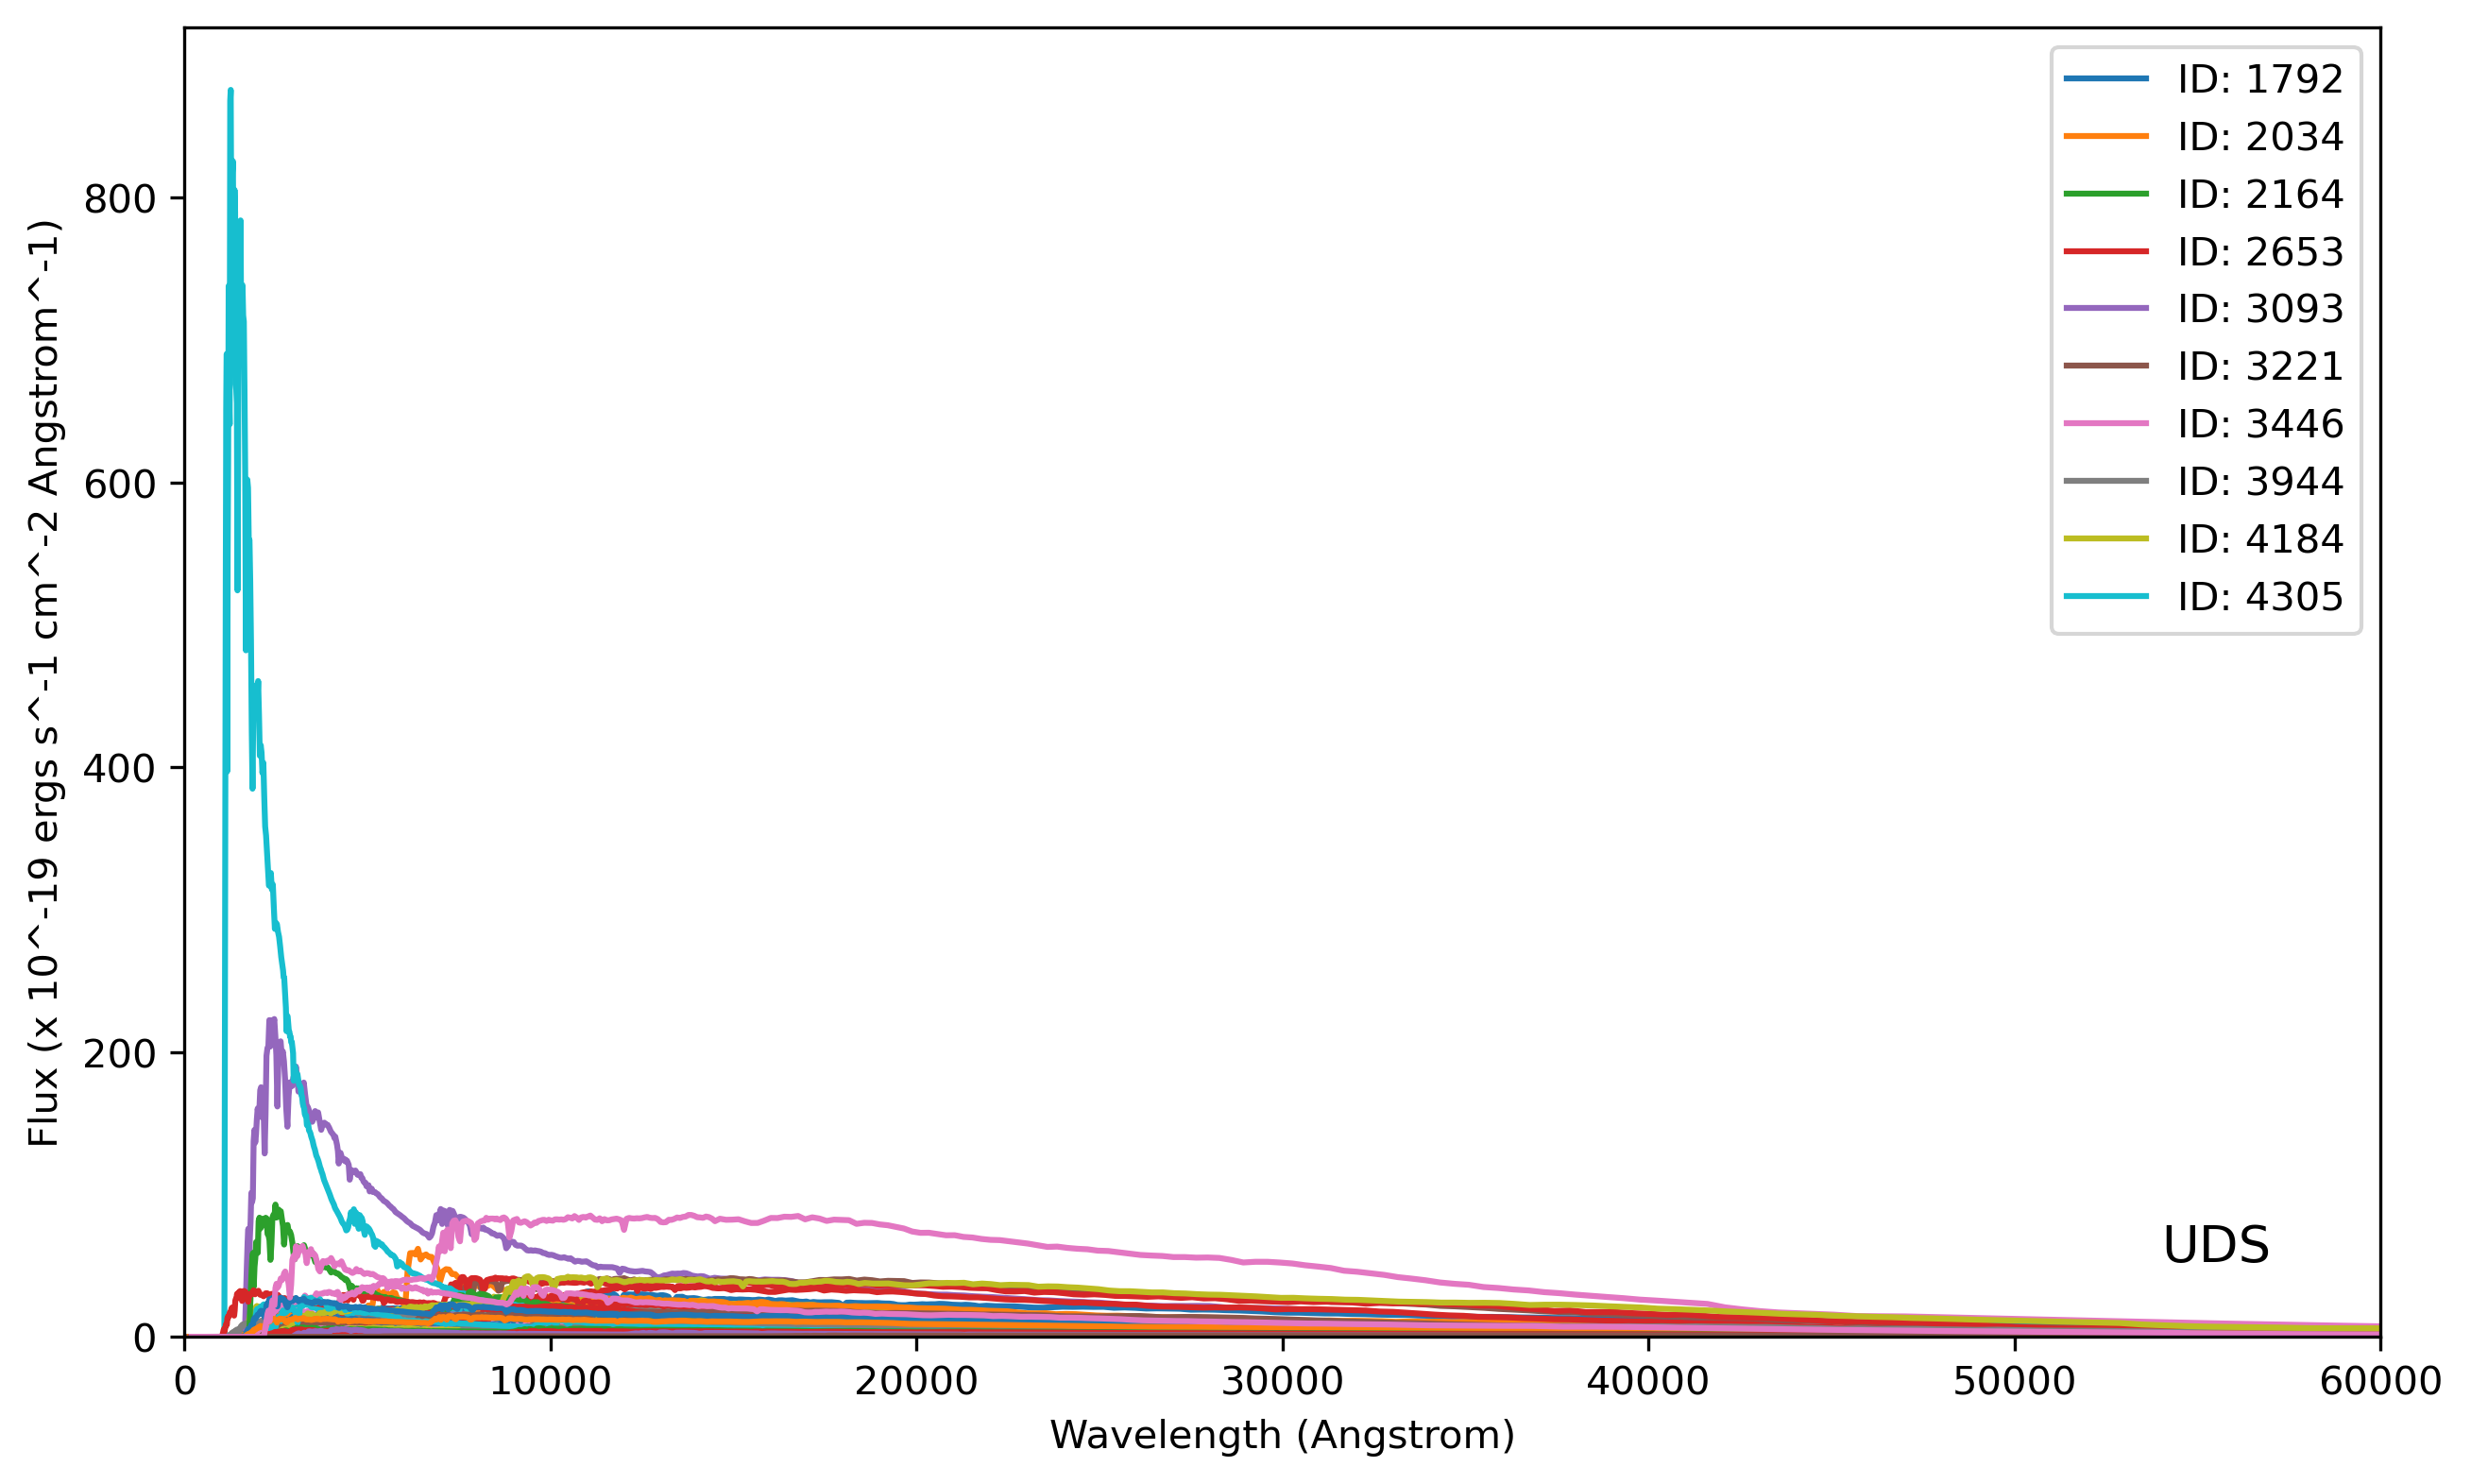 Flux (x 10^-19 ergs s^-1 cm^-2 Angstrom^-1)
800
600
400
200
0
ID: 1792
ID: 2034
ID: 2164
ID: 2653
ID: 3093
ID: 3221
ID: 3446
ID: 3944
ID: 4184
ID: 4305
UDS
0 10000 20000 30000 40000 50000 60000
Wavelength (Angstrom)